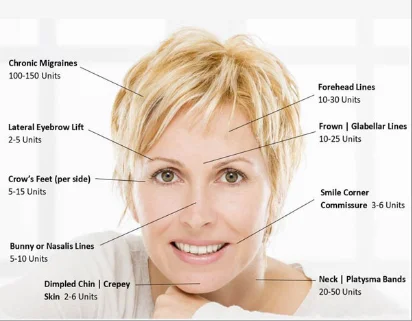 Chronic Migraines
100-150 Units
Lateral Eyebrow Lift
2-5 Units
Crow's Feet (per side)
5-15 Units
Bunny or Nasalis Lines
5-10 Units
Dimpled Chin | Crepey
Skin 2-6 Units
Forehead Lines
10-30 Units
Frown | Glabellar Lines
10-25 Units
Smile Corner
Commissure 3-6 Units
Neck | Platysma Bands
20-50 Units